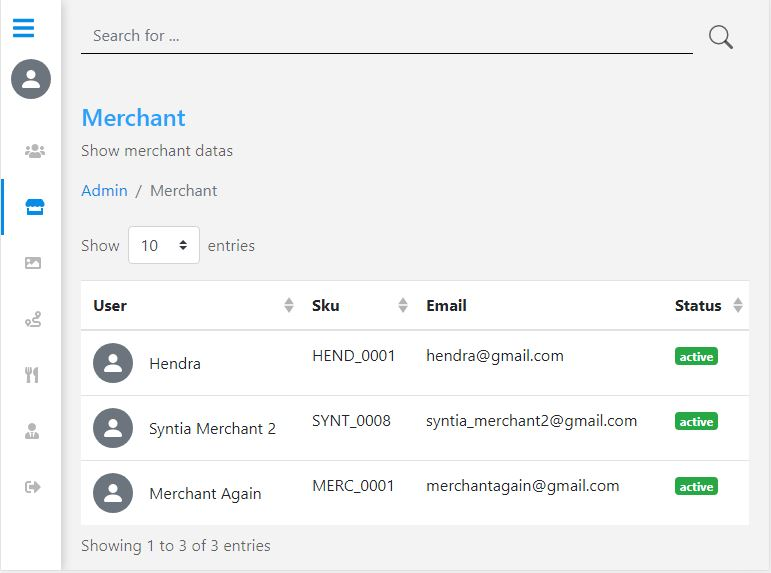 Search for ...
Merchant
Show merchant datas
Admin / Merchant
Show 10 entries
User Sku Email Status
Hendra HEND_0001 hendra@gmail.com active
Syntia Merchant 2 SYNT_0008 syntia_merchant2@gmail.com active
Merchant Again MERC_0001 merchantagain@gmail.com active
Showing 1 to 3 of 3 entries